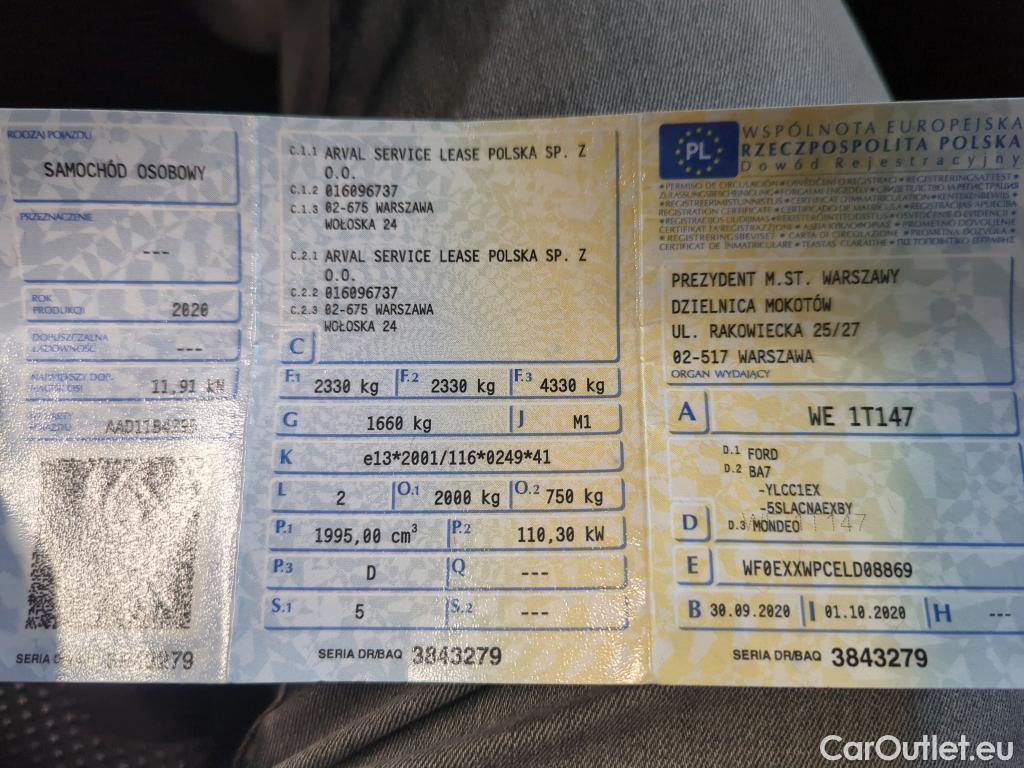 RODZAJ POJAZDU
SAMOCHÓD OSOBOWY
PRZEZNACZENIE
---
ROK
PRODUKCJI 2020
DOPUSZCZALNA
ŁADOWNOŚĆ ---
NAJWIĘKSZY DOP.
11,91 kN
POJAZDU
SERIA
C.1.1 ARVAL SERVICE LEASE POLSKA SP. Z
O.O.
C.1.2 016096737
C.1.3 02-675 WARSZAWA
WOŁOSKA 24
C.2.1 ARVAL SERVICE LEASE POLSKA SP. Z
O.O.
C.2.2 016096737
C.2.3 02-675 WARSZAWA
WOŁOSKA 24
C
F.1 2330 kg F.2 2330 kg F.3 4330 kg
G 1660 kg J M1
K e13*2001/116*0249*41
L 2 O.1 2000 kg O.2 750 kg
P.1 1995,00 cm³ P.2 110,30 kW
P.3 D Q ---
S.1 5 S.2 ---
SERIA DR/BAQ 3843279
PL
WSPÓLNOTA EUROPEJSKA
RZECZPOSPOLITA POLSKA
Dowód Rejestracyjny
PREZYDENT M.ST. WARSZAWY
DZIELNICA MOKOTÓW
UL. RAKOWIECKA 25/27
02-517 WARSZAWA
ORGAN WYDAJĄCY
A WE 1T147
D.1 FORD
D.2 BA7
-YLCC1EX
-5SLACNAEXBY
D D.3 MONDEO
E WF0EXXWPCELD08869
B 30.09.2020 I 01.10.2020 H ---
SERIA DR/BAQ 3843279
CarOutlet.eu